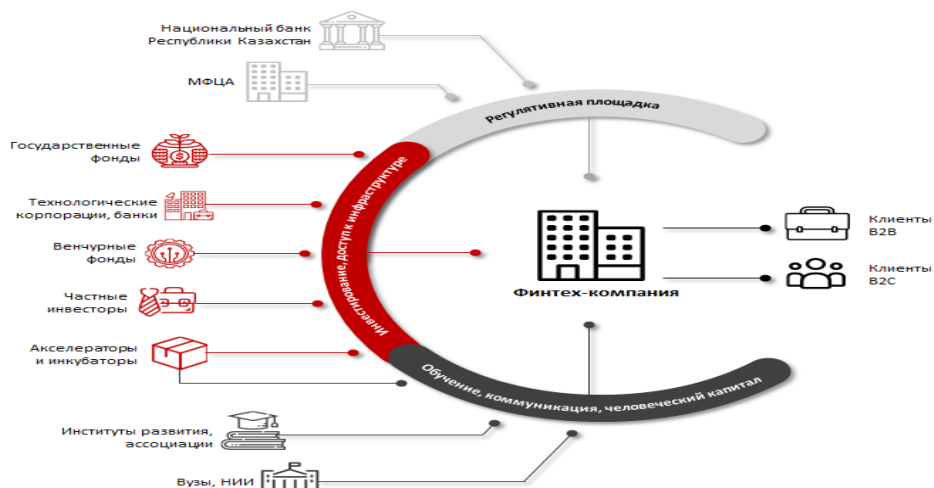 Национальный банк
Республики Казахстан
МФЦА
Регулятивная площадка
Государственные
фонды
Технологические
корпорации, банки
Венчурные
фонды
Частные
инвесторы
Акселераторы
и инкубаторы
Инвестирование, доступ к инфраструктуре
Финтех-компания
Клиенты
B2B
Клиенты
B2C
Обучение, коммуникация, человеческий капитал
Институты развития,
ассоциации
Вузы, НИИ